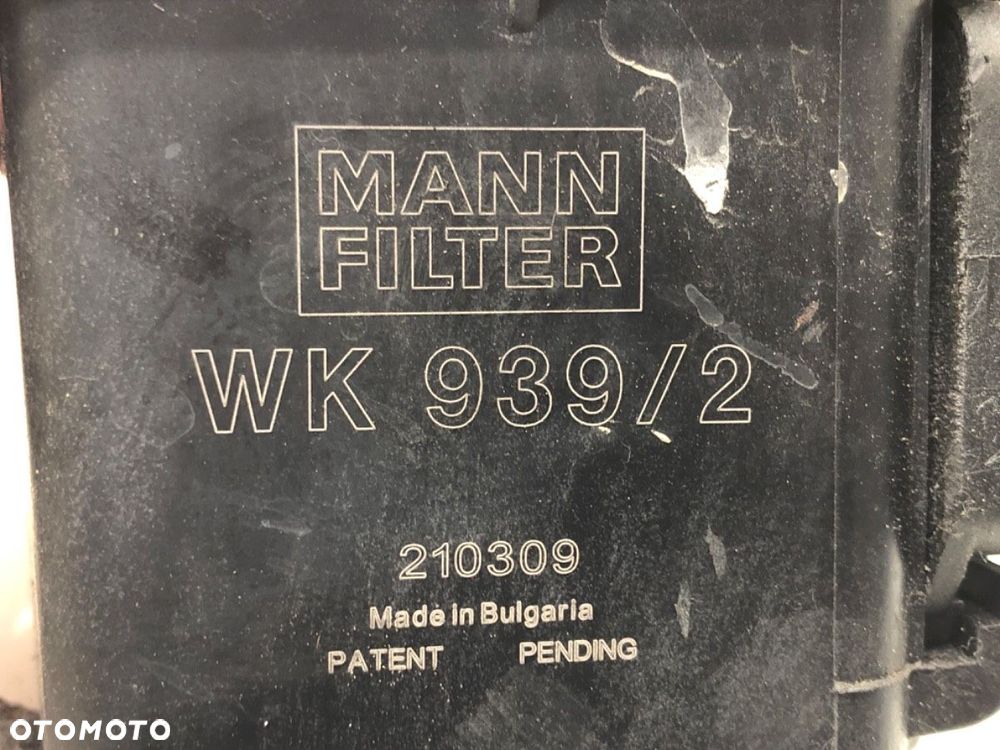 MANN
FILTER
WK 939/2
210309
Made in Bulgaria
PATENT PENDING
OTOMOTO